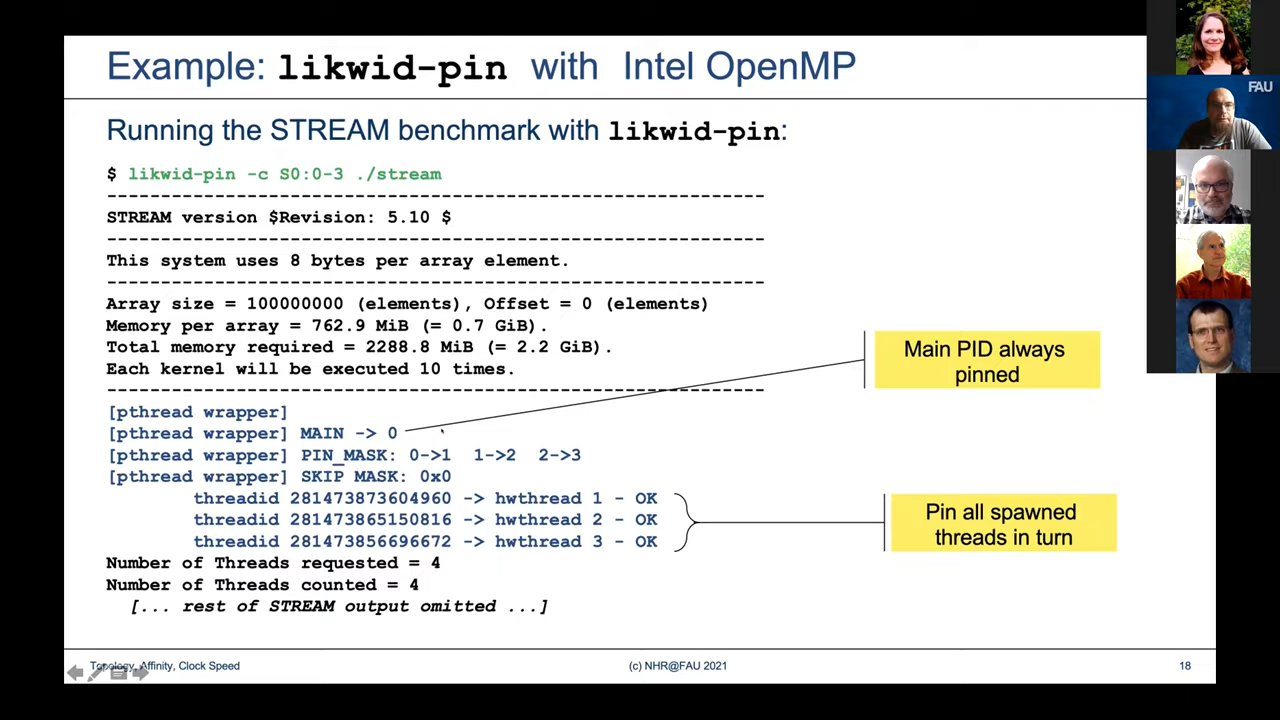 Example: likwid-pin with Intel OpenMP
FAU
Running the STREAM benchmark with likwid-pin:
$ likwid-pin -c S0:0-3 ./stream
-------------------------------------------------------------
STREAM version $Revision: 5.10 $
-------------------------------------------------------------
This system uses 8 bytes per array element.
-------------------------------------------------------------
Array size = 100000000 (elements), Offset = 0 (elements)
Memory per array = 762.9 MiB (= 0.7 GiB).
Total memory required = 2288.8 MiB (= 2.2 GiB).
Each kernel will be executed 10 times.
-------------------------------------------------------------
Main PID always
pinned
[pthread wrapper]
[pthread wrapper] MAIN -> 0
[pthread wrapper] PIN_MASK: 0->1 1->2 2->3
[pthread wrapper] SKIP MASK: 0x0
threadid 281473873604960 -> hwthread 1 - OK
threadid 281473865150816 -> hwthread 2 - OK
threadid 281473856696672 -> hwthread 3 - OK
Pin all spawned
threads in turn
Number of Threads requested = 4
Number of Threads counted = 4
[... rest of STREAM output omitted ...]
Topology, Affinity, Clock Speed
(c) NHR@FAU 2021
18